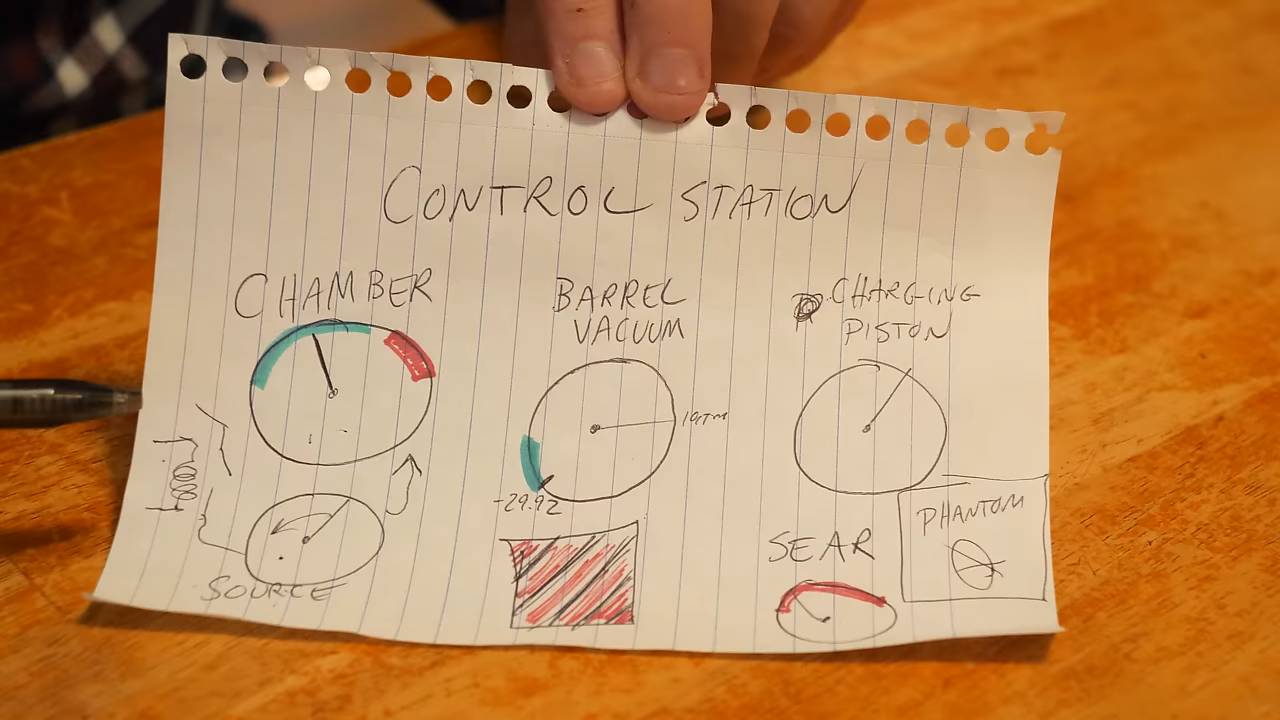 CONTROL STATION
CHAMBER
BARREL
VACUUM
CHARGING
PISTON
1 ATM
-29.92
SOURCE
SEAR
PHANTOM